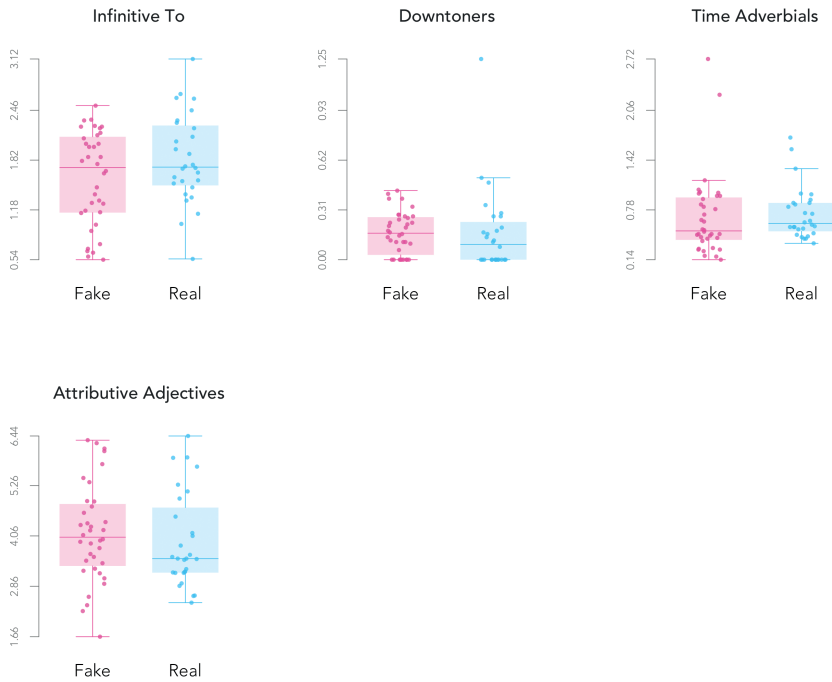 Infinitive To
3.12
2.46
1.82
1.18
0.54
Fake
Real
Downtoners
1.25
0.93
0.62
0.31
0.00
Fake
Real
Time Adverbials
2.72
2.06
1.42
0.78
0.14
Fake
Real
Attributive Adjectives
6.44
5.26
4.06
2.86
1.66
Fake
Real